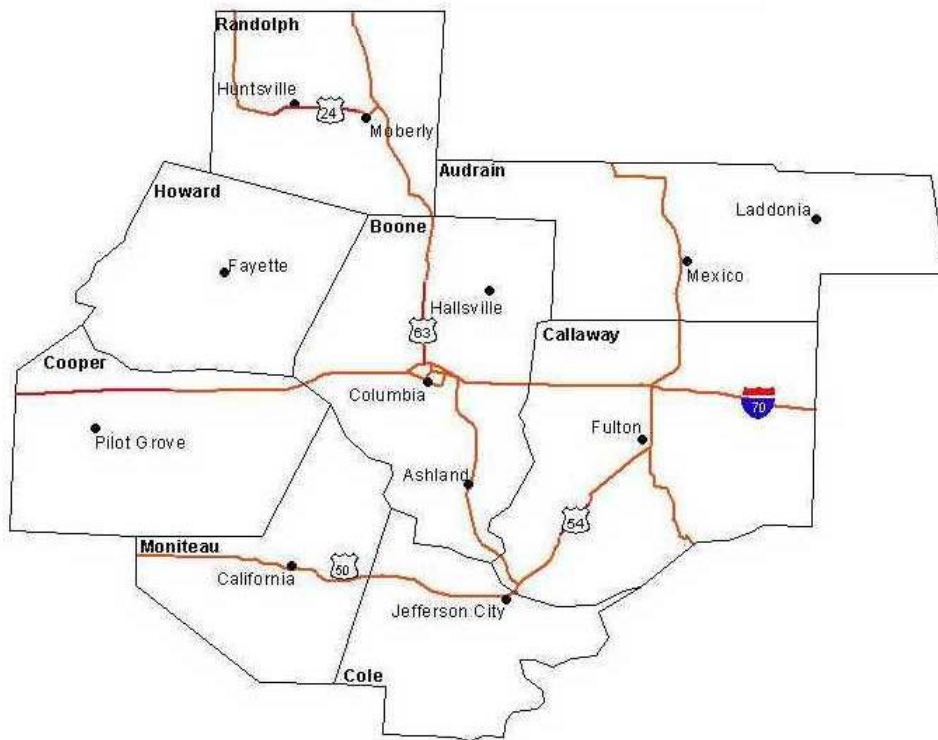 Randolph
Huntsville
24
Moberly
Audrain
Howard
Laddonia
Boone
Fayette
Mexico
Hallsville
63
Callaway
Cooper
Columbia
70
Fulton
Pilot Grove
Ashland
54
Moniteau
California
50
Jefferson City
Cole